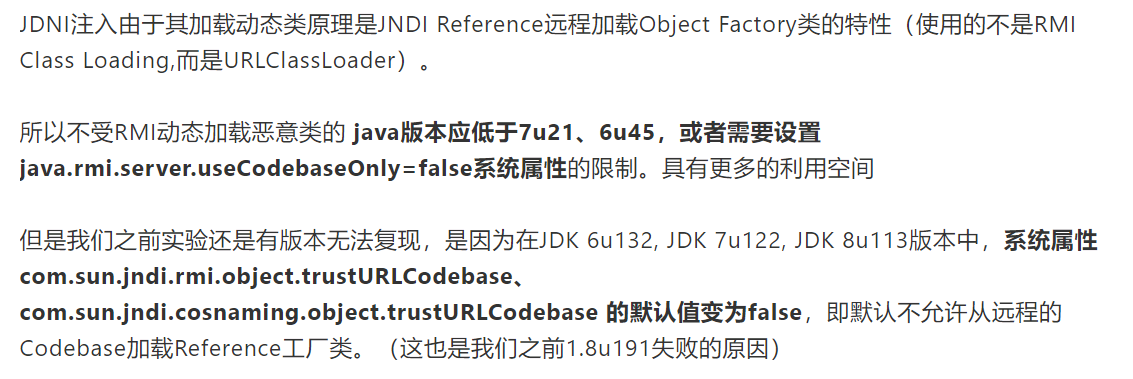 JDNI注入由于其加载动态类原理是JNDI Reference远程加载Object Factory类的特性（使用的不是RMI
Class Loading,而是URLClassLoader）。
所以不受RMI动态加载恶意类的 java版本应低于7u21、6u45，或者需要设置
java.rmi.server.useCodebaseOnly=false系统属性的限制。具有更多的利用空间
但是我们之前实验还是有版本无法复现，是因为在JDK 6u132, JDK 7u122, JDK 8u113版本中，系统属性
com.sun.jndi.rmi.object.trustURLCodebase、
com.sun.jndi.cosnaming.object.trustURLCodebase 的默认值变为false，即默认不允许从远程的
Codebase加载Reference工厂类。（这也是我们之前1.8u191失败的原因）